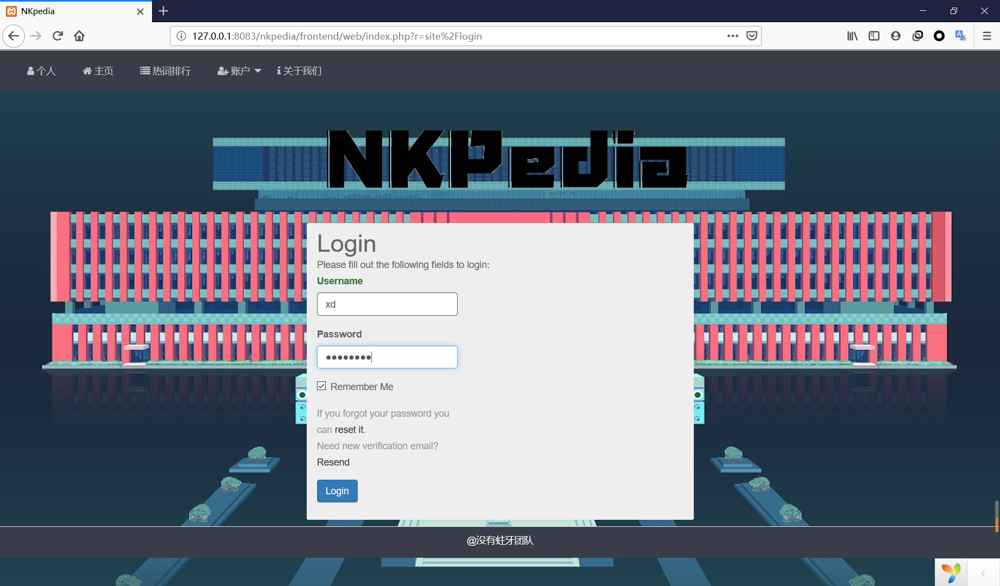 NKpedia
127.0.0.1:8083/nkpedia/frontend/web/index.php?r=site%2Flogin
个人 主页 热词排行 账户 关于我们
NKPedia
Login
Please fill out the following fields to login:
Username
xd
Password
Remember Me
If you forgot your password you
can reset it.
Need new verification email?
Resend
Login
@没有蛀牙团队